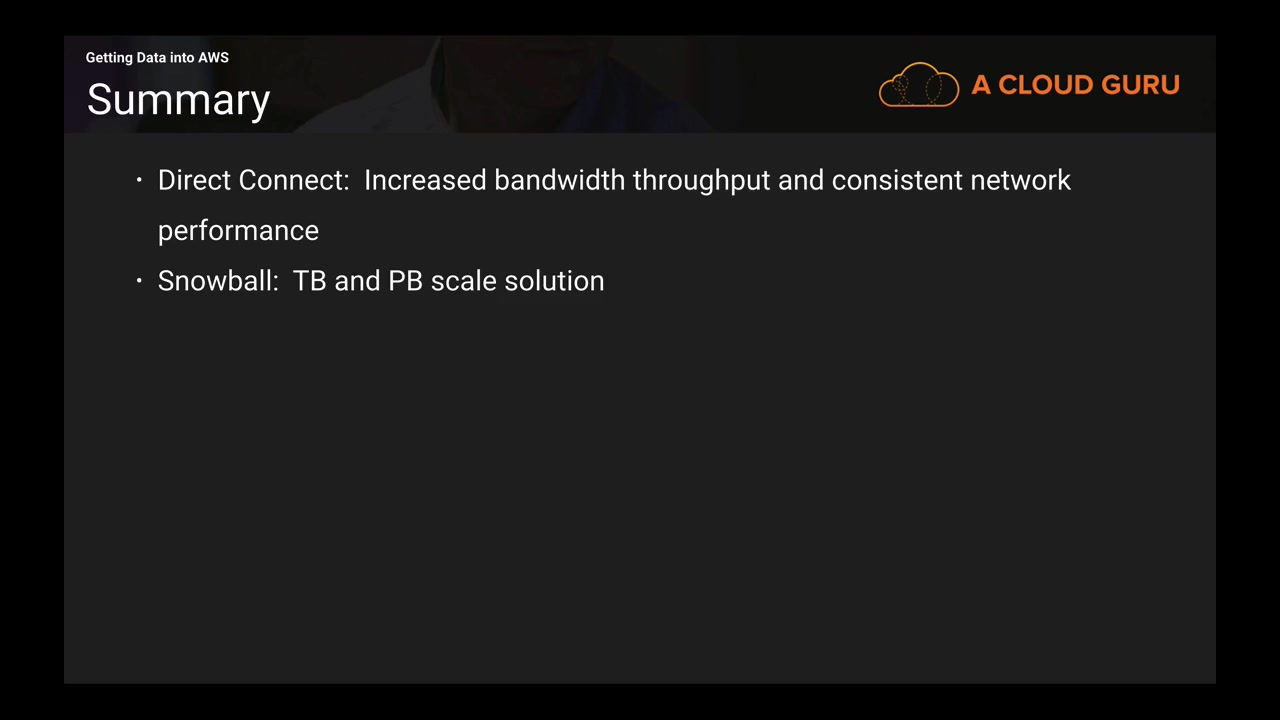 Getting Data into AWS
Summary
A CLOUD GURU
• Direct Connect:  Increased bandwidth throughput and consistent network
performance
• Snowball:  TB and PB scale solution